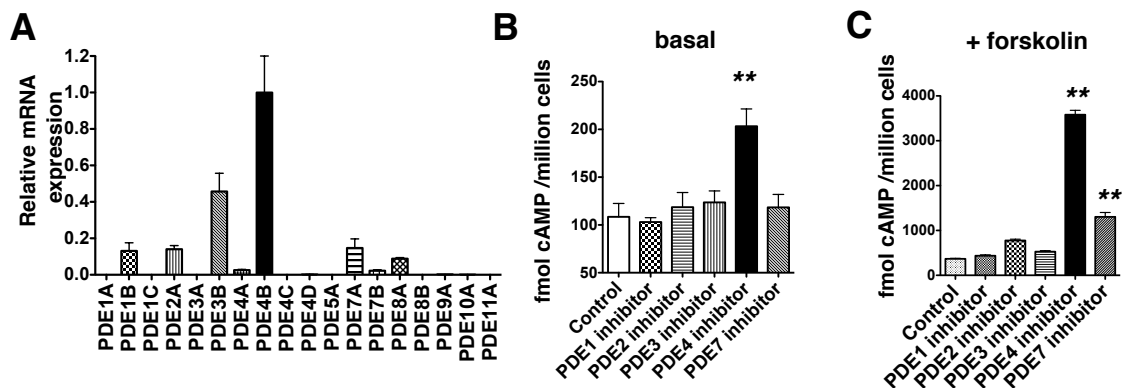 A
Relative mRNA
expression
1.2
1.0
0.8
0.6
0.4
0.2
0.0
PDE1A
PDE1B
PDE1C
PDE2A
PDE3A
PDE3B
PDE4A
PDE4B
PDE4C
PDE4D
PDE5A
PDE7A
PDE7B
PDE8A
PDE8B
PDE9A
PDE10A
PDE11A
B
basal
fmol cAMP /million cells
250
200
150
100
50
**
Control
PDE1 inhibitor
PDE2 inhibitor
PDE3 inhibitor
PDE4 inhibitor
PDE7 inhibitor
C
+ forskolin
fmol cAMP /million cells
4000
3000
2000
1000
0
**
**
Control
PDE1 inhibitor
PDE2 inhibitor
PDE3 inhibitor
PDE4 inhibitor
PDE7 inhibitor